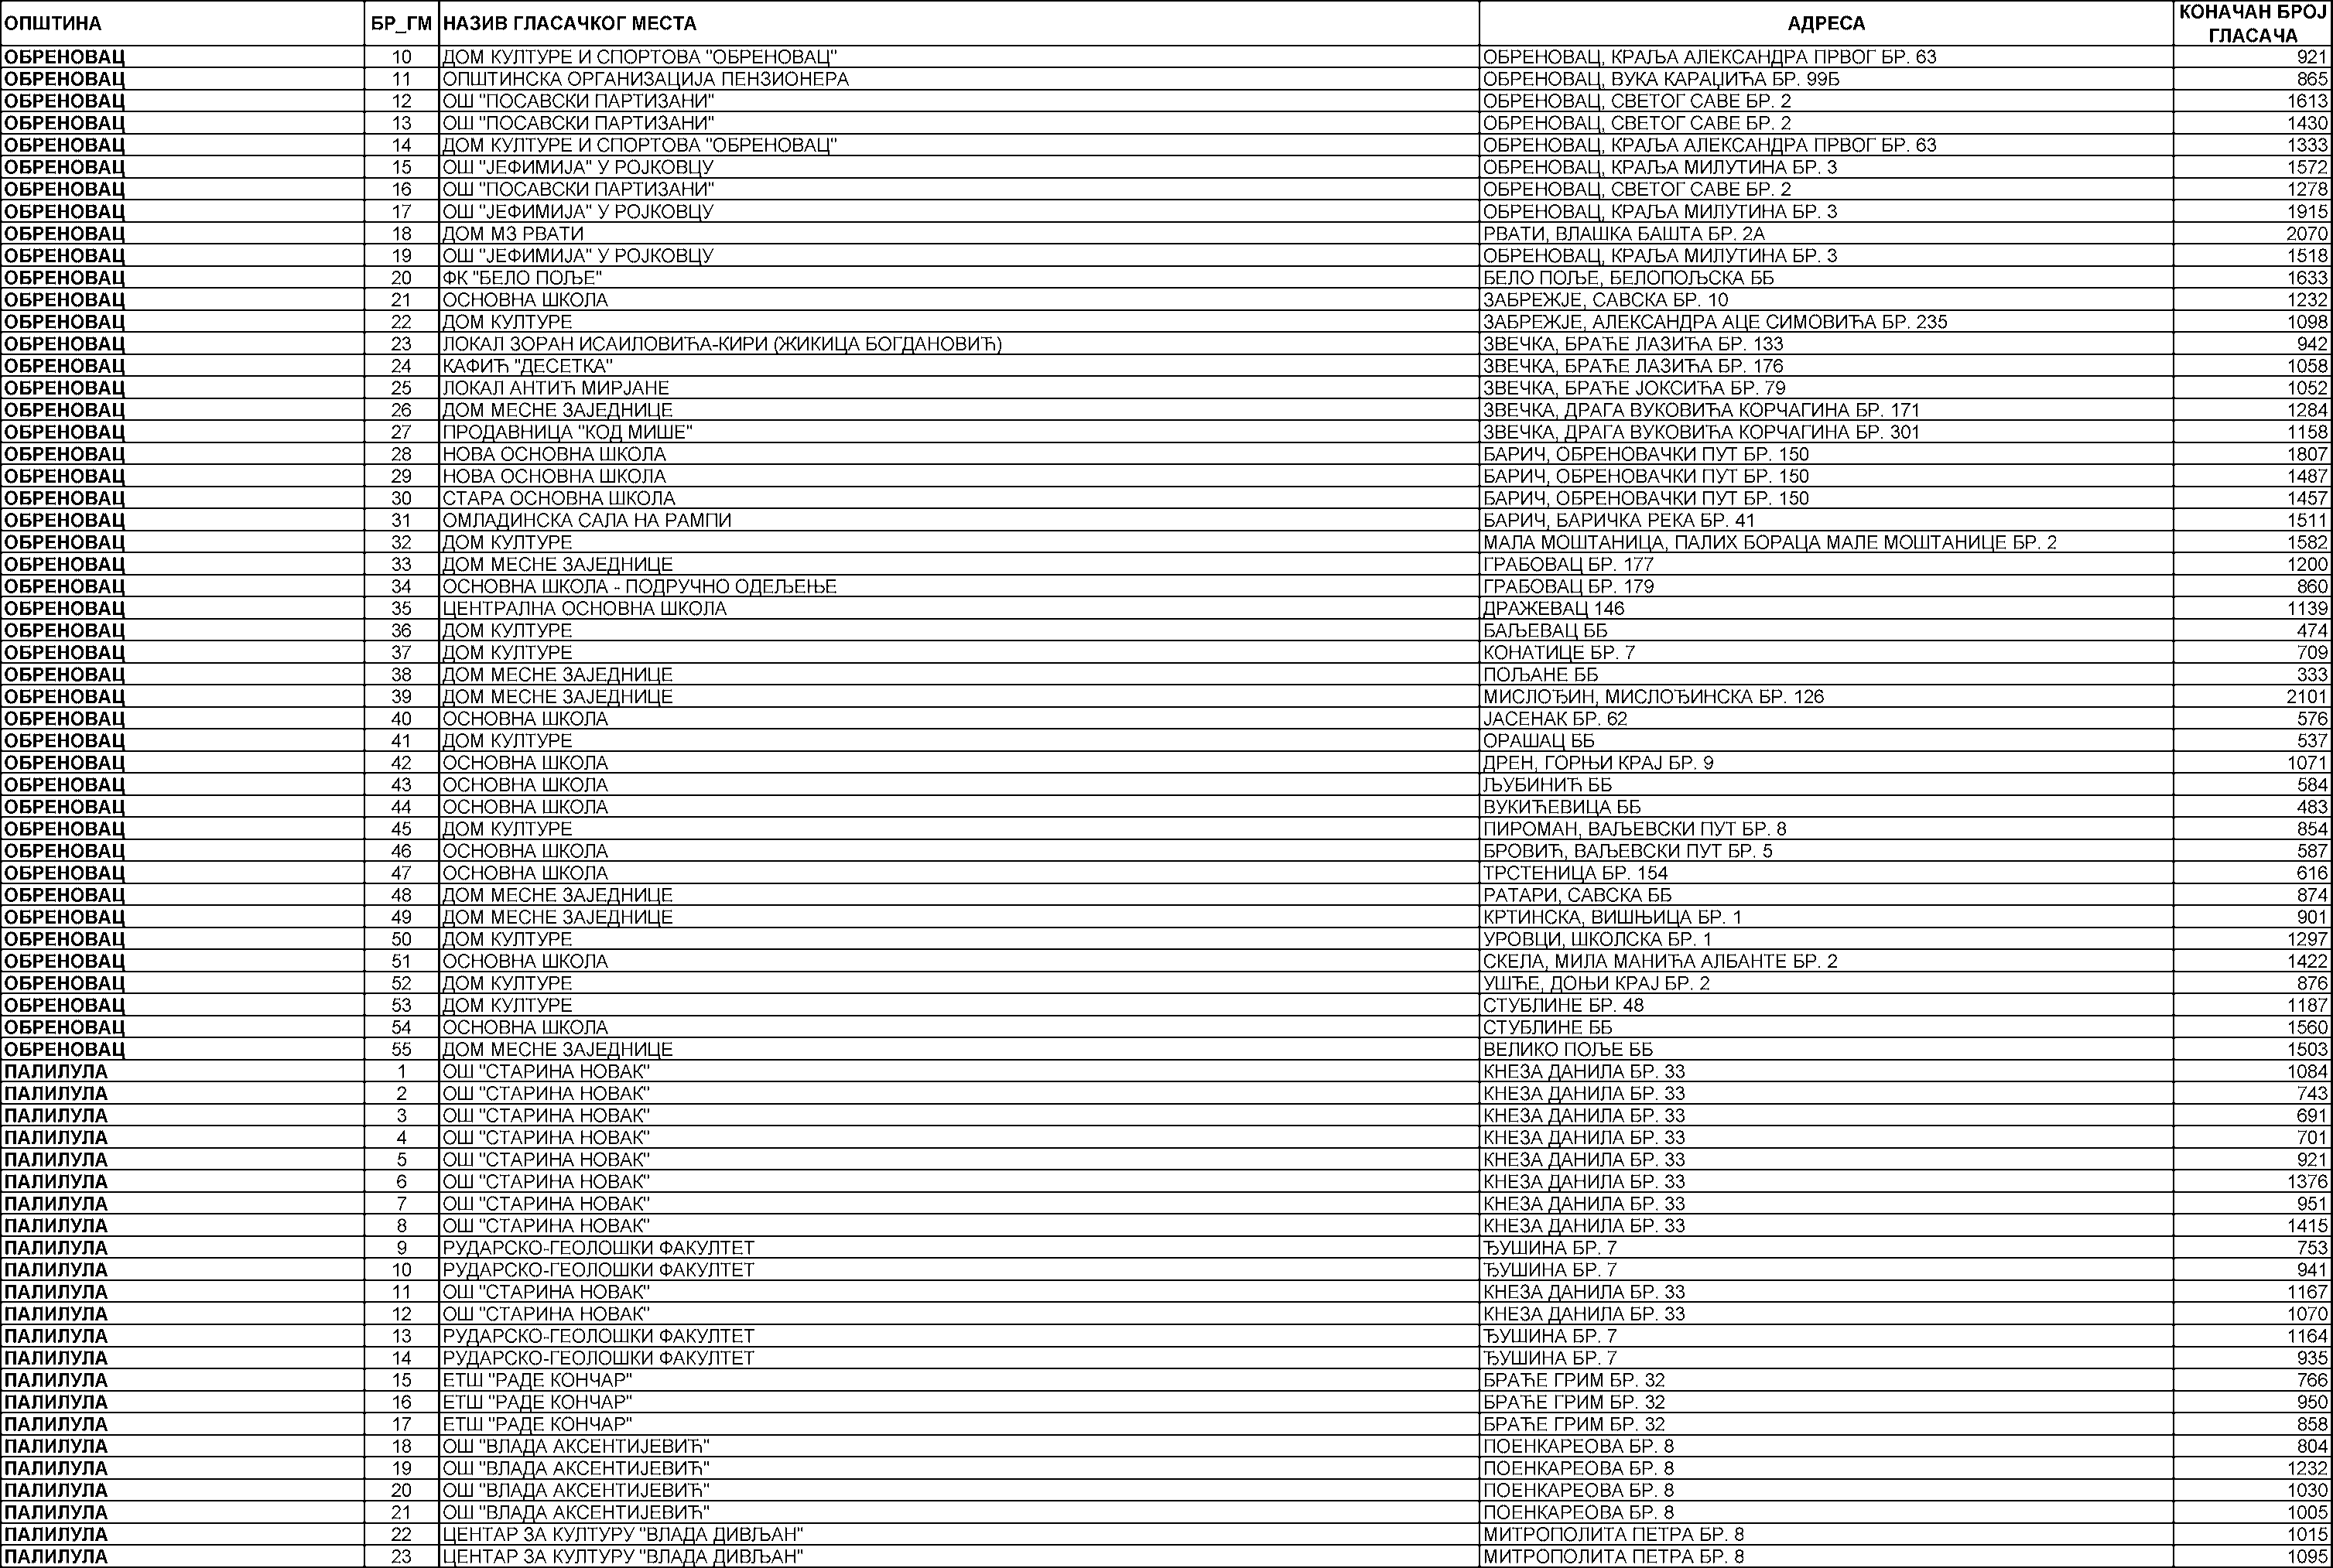 ОПШТИНА БР_ГМ НАЗИВ ГЛАСАЧКОГ МЕСТА АДРЕСА КОНАЧАН БРОЈ ГЛАСАЧА
ОБРЕНОВАЦ 10 ДОМ КУЛТУРЕ И СПОРТОВА "ОБРЕНОВАЦ" ОБРЕНОВАЦ, КРАЉА АЛЕКСАНДРА ПРВОГ БР. 63 921
ОБРЕНОВАЦ 11 ОПШТИНСКА ОРГАНИЗАЦИЈА ПЕНЗИОНЕРА ОБРЕНОВАЦ, ВУКА КАРАЏИЋА БР. 99Б 865
ОБРЕНОВАЦ 12 ОШ "ПОСАВСКИ ПАРТИЗАНИ" ОБРЕНОВАЦ, СВЕТОГ САВЕ БР. 2 1613
ОБРЕНОВАЦ 13 ОШ "ПОСАВСКИ ПАРТИЗАНИ" ОБРЕНОВАЦ, СВЕТОГ САВЕ БР. 2 1430
ОБРЕНОВАЦ 14 ДОМ КУЛТУРЕ И СПОРТОВА "ОБРЕНОВАЦ" ОБРЕНОВАЦ, КРАЉА АЛЕКСАНДРА ПРВОГ БР. 63 1333
ОБРЕНОВАЦ 15 ОШ "ЈЕФИМИЈА" У РОЈКОВЦУ ОБРЕНОВАЦ, КРАЉА МИЛУТИНА БР. 3 1572
ОБРЕНОВАЦ 16 ОШ "ПОСАВСКИ ПАРТИЗАНИ" ОБРЕНОВАЦ, СВЕТОГ САВЕ БР. 2 1278
ОБРЕНОВАЦ 17 ОШ "ЈЕФИМИЈА" У РОЈКОВЦУ ОБРЕНОВАЦ, КРАЉА МИЛУТИНА БР. 3 1915
ОБРЕНОВАЦ 18 ДОМ МЗ РВАТИ РВАТИ, ВЛАШКА БАШТА БР. 2А 2070
ОБРЕНОВАЦ 19 ОШ "ЈЕФИМИЈА" У РОЈКОВЦУ ОБРЕНОВАЦ, КРАЉА МИЛУТИНА БР. 3 1518
ОБРЕНОВАЦ 20 ФК "БЕЛО ПОЉЕ" БЕЛО ПОЉЕ, БЕЛОПОЉСКА ББ 1633
ОБРЕНОВАЦ 21 ОСНОВНА ШКОЛА ЗАБРЕЖЈЕ, САВСКА БР. 10 1232
ОБРЕНОВАЦ 22 ДОМ КУЛТУРЕ ЗАБРЕЖЈЕ, АЛЕКСАНДРА АЦЕ СИМОВИЋА БР. 235 1098
ОБРЕНОВАЦ 23 ЛОКАЛ ЗОРАН ИСАИЛОВИЋА-КИРИ (ЖИКИЦА БОГДАНОВИЋ) ЗВЕЧКА, БРАЋЕ ЛАЗИЋА БР. 133 942
ОБРЕНОВАЦ 24 КАФИЋ "ДЕСЕТКА" ЗВЕЧКА, БРАЋЕ ЛАЗИЋА БР. 176 1058
ОБРЕНОВАЦ 25 ЛОКАЛ АНТИЋ МИРЈАНЕ ЗВЕЧКА, БРАЋЕ ЈОКСИЋА БР. 79 1052
ОБРЕНОВАЦ 26 ДОМ МЕСНЕ ЗАЈЕДНИЦЕ ЗВЕЧКА, ДРАГА ВУКОВИЋА КОРЧАГИНА БР. 171 1284
ОБРЕНОВАЦ 27 ПРОДАВНИЦА "КОД МИШЕ" ЗВЕЧКА, ДРАГА ВУКОВИЋА КОРЧАГИНА БР. 301 1158
ОБРЕНОВАЦ 28 НОВА ОСНОВНА ШКОЛА БАРИЧ, ОБРЕНОВАЧКИ ПУТ БР. 150 1807
ОБРЕНОВАЦ 29 НОВА ОСНОВНА ШКОЛА БАРИЧ, ОБРЕНОВАЧКИ ПУТ БР. 150 1487
ОБРЕНОВАЦ 30 СТАРА ОСНОВНА ШКОЛА БАРИЧ, ОБРЕНОВАЧКИ ПУТ БР. 150 1457
ОБРЕНОВАЦ 31 ОМЛАДИНСКА САЛА НА РАМПИ БАРИЧ, БАРИЧКА РЕКА БР. 41 1511
ОБРЕНОВАЦ 32 ДОМ КУЛТУРЕ МАЛА МОШТАНИЦА, ПАЛИХ БОРАЦА МАЛЕ МОШТАНИЦЕ БР. 2 1582
ОБРЕНОВАЦ 33 ДОМ МЕСНЕ ЗАЈЕДНИЦЕ ГРАБОВАЦ БР. 177 1200
ОБРЕНОВАЦ 34 ОСНОВНА ШКОЛА - ПОДРУЧНО ОДЕЉЕЊЕ ГРАБОВАЦ БР. 179 860
ОБРЕНОВАЦ 35 ЦЕНТРАЛНА ОСНОВНА ШКОЛА ДРАЖЕВАЦ 146 1139
ОБРЕНОВАЦ 36 ДОМ КУЛТУРЕ БАЉЕВАЦ ББ 474
ОБРЕНОВАЦ 37 ДОМ КУЛТУРЕ КОНАТИЦЕ БР. 7 709
ОБРЕНОВАЦ 38 ДОМ МЕСНЕ ЗАЈЕДНИЦЕ ПОЉАНЕ ББ 333
ОБРЕНОВАЦ 39 ДОМ МЕСНЕ ЗАЈЕДНИЦЕ МИСЛОЂИН, МИСЛОЂИНСКА БР. 126 2101
ОБРЕНОВАЦ 40 ОСНОВНА ШКОЛА ЈАСЕНАК БР. 62 576
ОБРЕНОВАЦ 41 ДОМ КУЛТУРЕ ОРАШАЦ ББ 537
ОБРЕНОВАЦ 42 ОСНОВНА ШКОЛА ДРЕН, ГОРЊИ КРАЈ БР. 9 1071
ОБРЕНОВАЦ 43 ОСНОВНА ШКОЛА ЉУБИНИЋ ББ 584
ОБРЕНОВАЦ 44 ОСНОВНА ШКОЛА ВУКИЋЕВИЦА ББ 483
ОБРЕНОВАЦ 45 ДОМ КУЛТУРЕ ПИРОМАН, ВАЉЕВСКИ ПУТ БР. 8 854
ОБРЕНОВАЦ 46 ОСНОВНА ШКОЛА БРОВИЋ, ВАЉЕВСКИ ПУТ БР. 5 587
ОБРЕНОВАЦ 47 ОСНОВНА ШКОЛА ТРСТЕНИЦА БР. 154 616
ОБРЕНОВАЦ 48 ДОМ МЕСНЕ ЗАЈЕДНИЦЕ РАТАРИ, САВСКА ББ 874
ОБРЕНОВАЦ 49 ДОМ МЕСНЕ ЗАЈЕДНИЦЕ КРТИНСКА, ВИШЊИЦА БР. 1 901
ОБРЕНОВАЦ 50 ДОМ КУЛТУРЕ УРОВЦИ, ШКОЛСКА БР. 1 1297
ОБРЕНОВАЦ 51 ОСНОВНА ШКОЛА СКЕЛА, МИЛА МАНИЋА АЛБАНТЕ БР. 2 1422
ОБРЕНОВАЦ 52 ДОМ КУЛТУРЕ УШЋЕ, ДОЊИ КРАЈ БР. 2 876
ОБРЕНОВАЦ 53 ДОМ КУЛТУРЕ СТУБЛИНЕ БР. 48 1187
ОБРЕНОВАЦ 54 ОСНОВНА ШКОЛА СТУБЛИНЕ ББ 1560
ОБРЕНОВАЦ 55 ДОМ МЕСНЕ ЗАЈЕДНИЦЕ ВЕЛИКО ПОЉЕ ББ 1503
ПАЛИЛУЛА 1 ОШ "СТАРИНА НОВАК" КНЕЗА ДАНИЛА БР. 33 1084
ПАЛИЛУЛА 2 ОШ "СТАРИНА НОВАК" КНЕЗА ДАНИЛА БР. 33 743
ПАЛИЛУЛА 3 ОШ "СТАРИНА НОВАК" КНЕЗА ДАНИЛА БР. 33 691
ПАЛИЛУЛА 4 ОШ "СТАРИНА НОВАК" КНЕЗА ДАНИЛА БР. 33 701
ПАЛИЛУЛА 5 ОШ "СТАРИНА НОВАК" КНЕЗА ДАНИЛА БР. 33 921
ПАЛИЛУЛА 6 ОШ "СТАРИНА НОВАК" КНЕЗА ДАНИЛА БР. 33 1376
ПАЛИЛУЛА 7 ОШ "СТАРИНА НОВАК" КНЕЗА ДАНИЛА БР. 33 951
ПАЛИЛУЛА 8 ОШ "СТАРИНА НОВАК" КНЕЗА ДАНИЛА БР. 33 1415
ПАЛИЛУЛА 9 РУДАРСКО-ГЕОЛОШКИ ФАКУЛТЕТ ЂУШИНА БР. 7 753
ПАЛИЛУЛА 10 РУДАРСКО-ГЕОЛОШКИ ФАКУЛТЕТ ЂУШИНА БР. 7 941
ПАЛИЛУЛА 11 ОШ "СТАРИНА НОВАК" КНЕЗА ДАНИЛА БР. 33 1167
ПАЛИЛУЛА 12 ОШ "СТАРИНА НОВАК" КНЕЗА ДАНИЛА БР. 33 1070
ПАЛИЛУЛА 13 РУДАРСКО-ГЕОЛОШКИ ФАКУЛТЕТ ЂУШИНА БР. 7 1164
ПАЛИЛУЛА 14 РУДАРСКО-ГЕОЛОШКИ ФАКУЛТЕТ ЂУШИНА БР. 7 935
ПАЛИЛУЛА 15 ЕТШ "РАДЕ КОНЧАР" БРАЋЕ ГРИМ БР. 32 766
ПАЛИЛУЛА 16 ЕТШ "РАДЕ КОНЧАР" БРАЋЕ ГРИМ БР. 32 950
ПАЛИЛУЛА 17 ЕТШ "РАДЕ КОНЧАР" БРАЋЕ ГРИМ БР. 32 858
ПАЛИЛУЛА 18 ОШ "ВЛАДА АКСЕНТИЈЕВИЋ" ПОЕНКАРЕОВА БР. 8 804
ПАЛИЛУЛА 19 ОШ "ВЛАДА АКСЕНТИЈЕВИЋ" ПОЕНКАРЕОВА БР. 8 1232
ПАЛИЛУЛА 20 ОШ "ВЛАДА АКСЕНТИЈЕВИЋ" ПОЕНКАРЕОВА БР. 8 1030
ПАЛИЛУЛА 21 ОШ "ВЛАДА АКСЕНТИЈЕВИЋ" ПОЕНКАРЕОВА БР. 8 1005
ПАЛИЛУЛА 22 ЦЕНТАР ЗА КУЛТУРУ "ВЛАДА ДИВЉАН" МИТРОПОЛИТА ПЕТРА БР. 8 1015
ПАЛИЛУЛА 23 ЦЕНТАР ЗА КУЛТУРУ "ВЛАДА ДИВЉАН" МИТРОПОЛИТА ПЕТРА БР. 8 1095